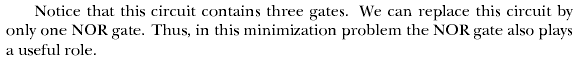 Notice that this circuit contains three gates. We can replace this circuit by
only one NOR gate. Thus, in this minimization problem the NOR gate also plays
a useful role.